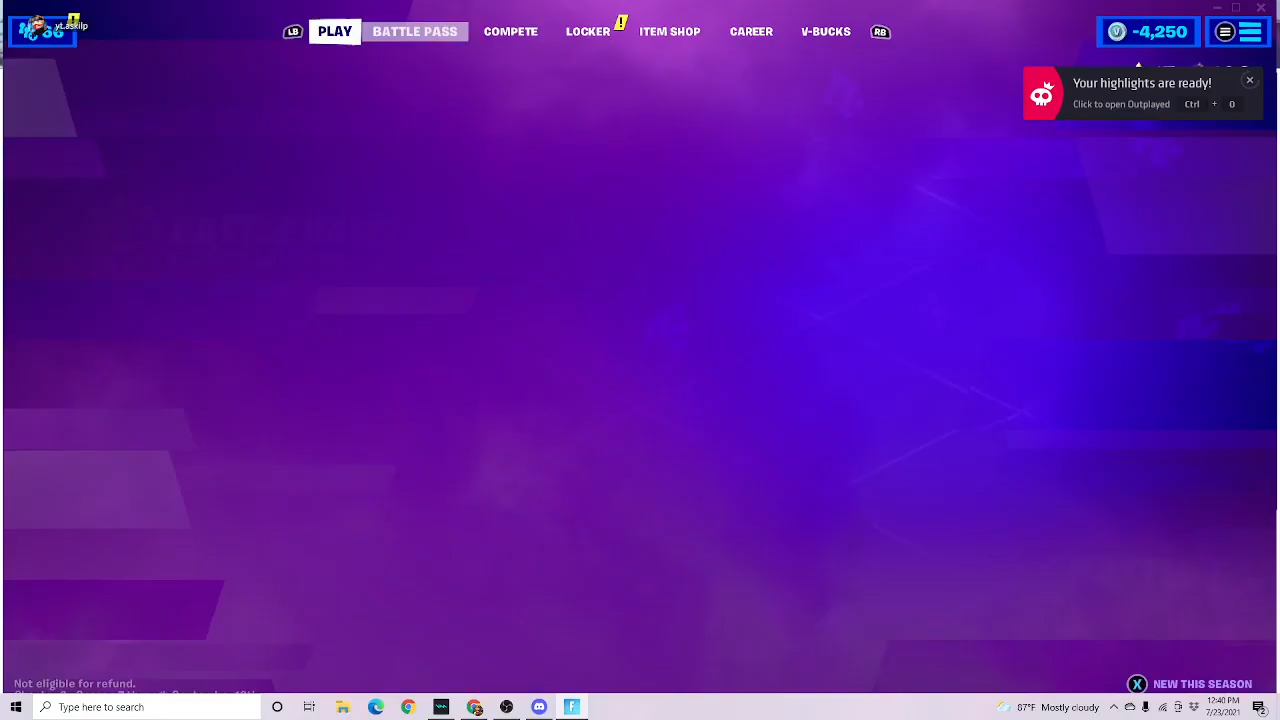 yt.askilp
LB PLAY BATTLE PASS COMPETE LOCKER ! ITEM SHOP CAREER V-BUCKS RB
-4,250
Your highlights are ready!
Click to open Outplayed Ctrl + O
Not eligible for refund.
X NEW THIS SEASON
Type here to search
87°F Mostly cloudy
12:40 PM
7/23/2021